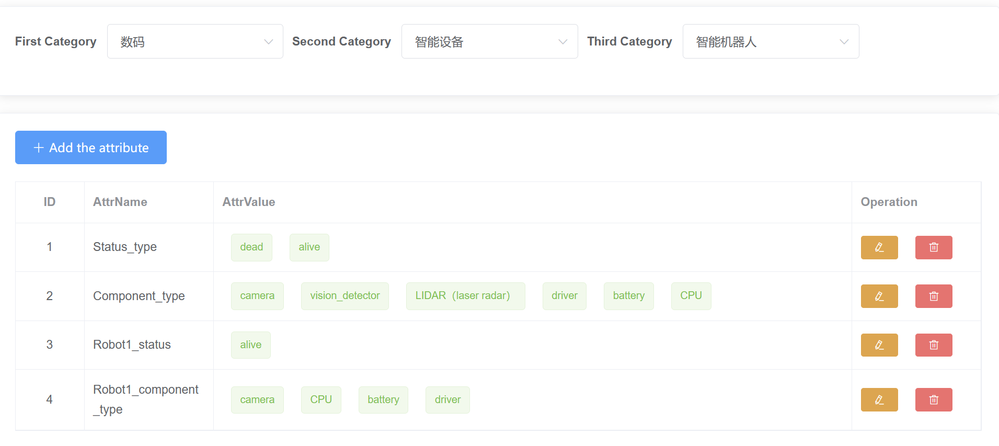 First Category 数码 Second Category 智能设备 Third Category 智能机器人
Add the attribute
ID AttrName AttrValue Operation
1 Status_type dead alive
2 Component_type camera vision_detector LIDAR（laser radar） driver battery CPU
3 Robot1_status alive
4 Robot1_component
_type camera CPU battery driver